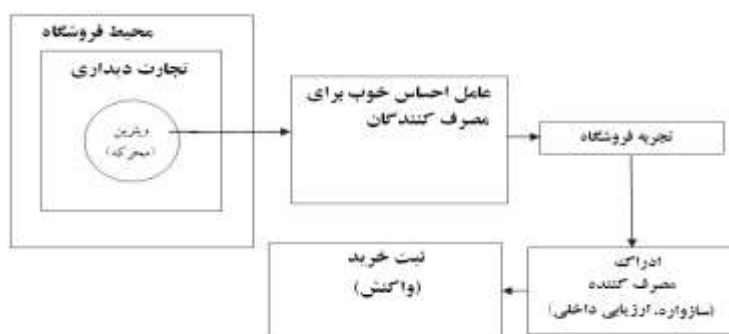 محیط فروشگاه
تجارت دیداری
ویترین
(محرکه)
عامل احساس خوب برای
مصرف کنندگان
تجربه فروشگاه
ادراک
مصرف کننده
(سازواره، ارزیابی داخلی)
ثبت خرید
(واکنش)